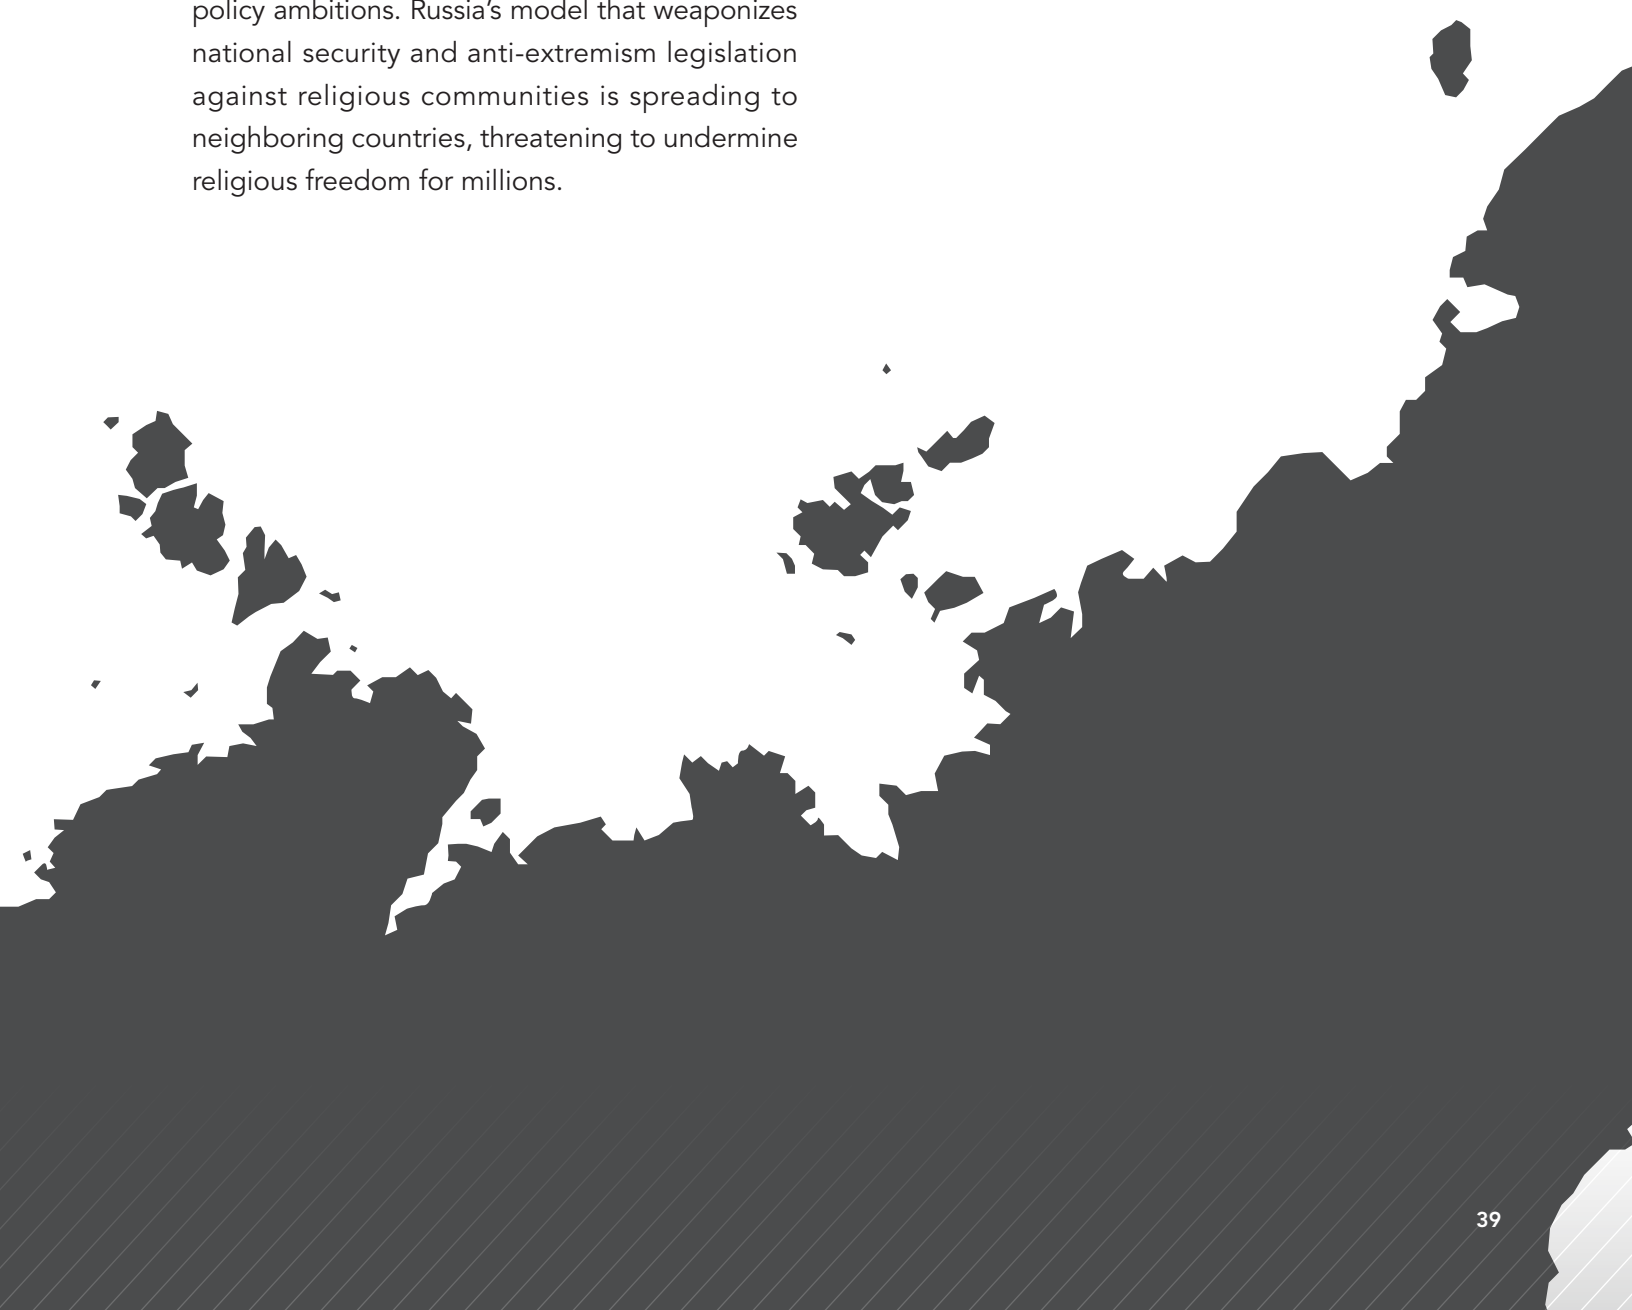 policy ambitions. Russia’s model that weaponizes
national security and anti-extremism legislation
against religious communities is spreading to
neighboring countries, threatening to undermine
religious freedom for millions.
39